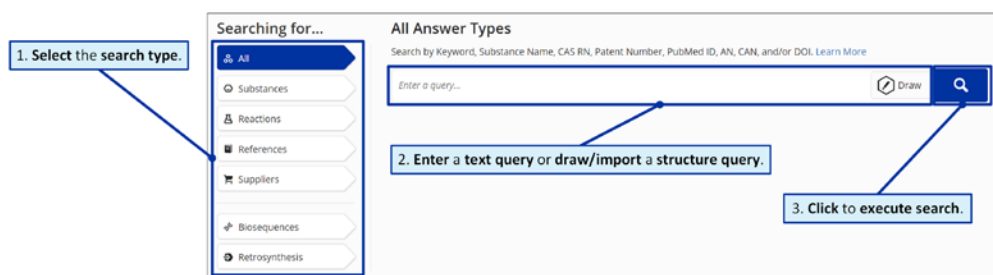 Searching for...
All Answer Types
Search by Keyword, Substance Name, CAS RN, Patent Number, PubMed ID, AN, CAN, and/or DOI. Learn More
1. Select the search type.
All
Enter a query...
Draw
Substances
Reactions
References
2. Enter a text query or draw/import a structure query.
Suppliers
3. Click to execute search.
Biosequences
Retrosynthesis